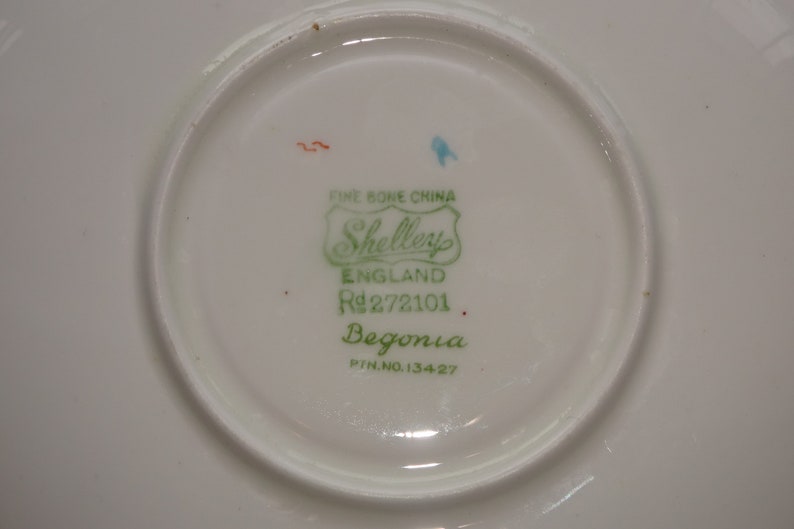 FINE BONE CHINA
Shelley
ENGLAND
Rd 272101
Begonia
PTN.NO.13427